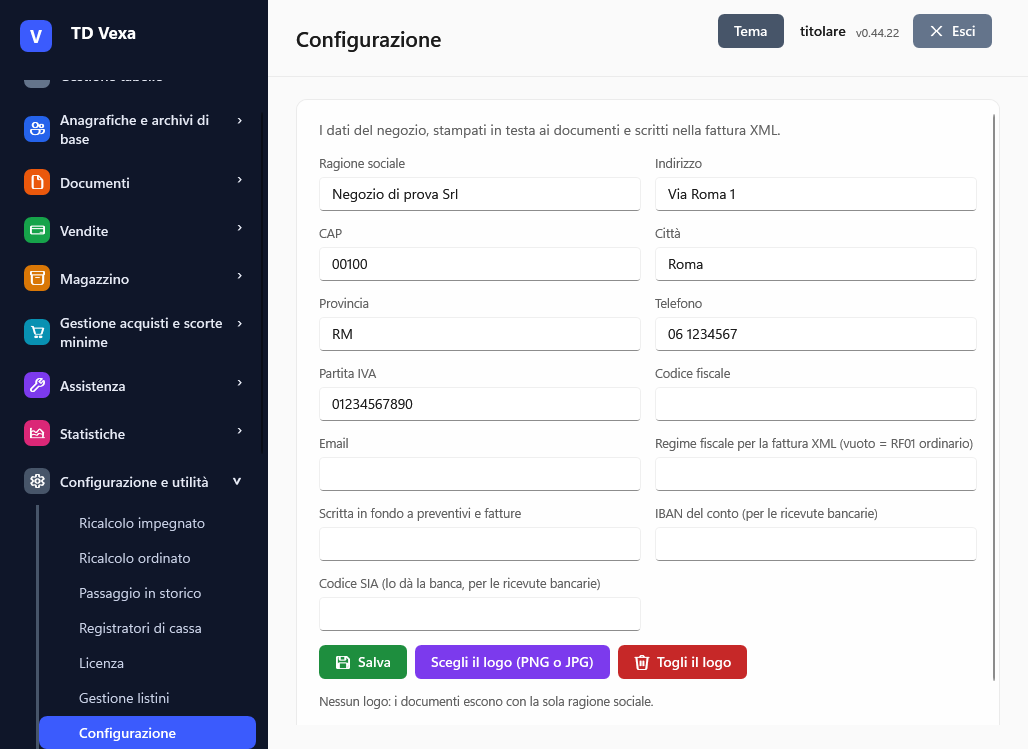 V
TD Vexa
Configurazione
Tema
titolare
v0.44.22
Esci
Anagrafiche e archivi di
base
Documenti
Vendite
Magazzino
Gestione acquisti e scorte
minime
Assistenza
Statistiche
Configurazione e utilità
Ricalcolo impegnato
Ricalcolo ordinato
Passaggio in storico
Registratori di cassa
Licenza
Gestione listini
Configurazione
I dati del negozio, stampati in testa ai documenti e scritti nella fattura XML.
Ragione sociale
Negozio di prova Srl
Indirizzo
Via Roma 1
CAP
00100
Città
Roma
Provincia
RM
Telefono
06 1234567
Partita IVA
01234567890
Codice fiscale
Email
Regime fiscale per la fattura XML (vuoto = RF01 ordinario)
Scritta in fondo a preventivi e fatture
IBAN del conto (per le ricevute bancarie)
Codice SIA (lo dà la banca, per le ricevute bancarie)
Salva
Scegli il logo (PNG o JPG)
Togli il logo
Nessun logo: i documenti escono con la sola ragione sociale.